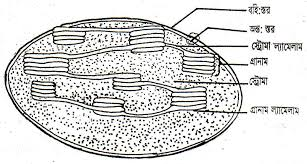 বহি:স্তর
অন্ত: স্তর
স্ট্রোমা ল্যামেলাম
গ্রানাম
স্ট্রোমা
গ্রানাম ল্যামেলাম